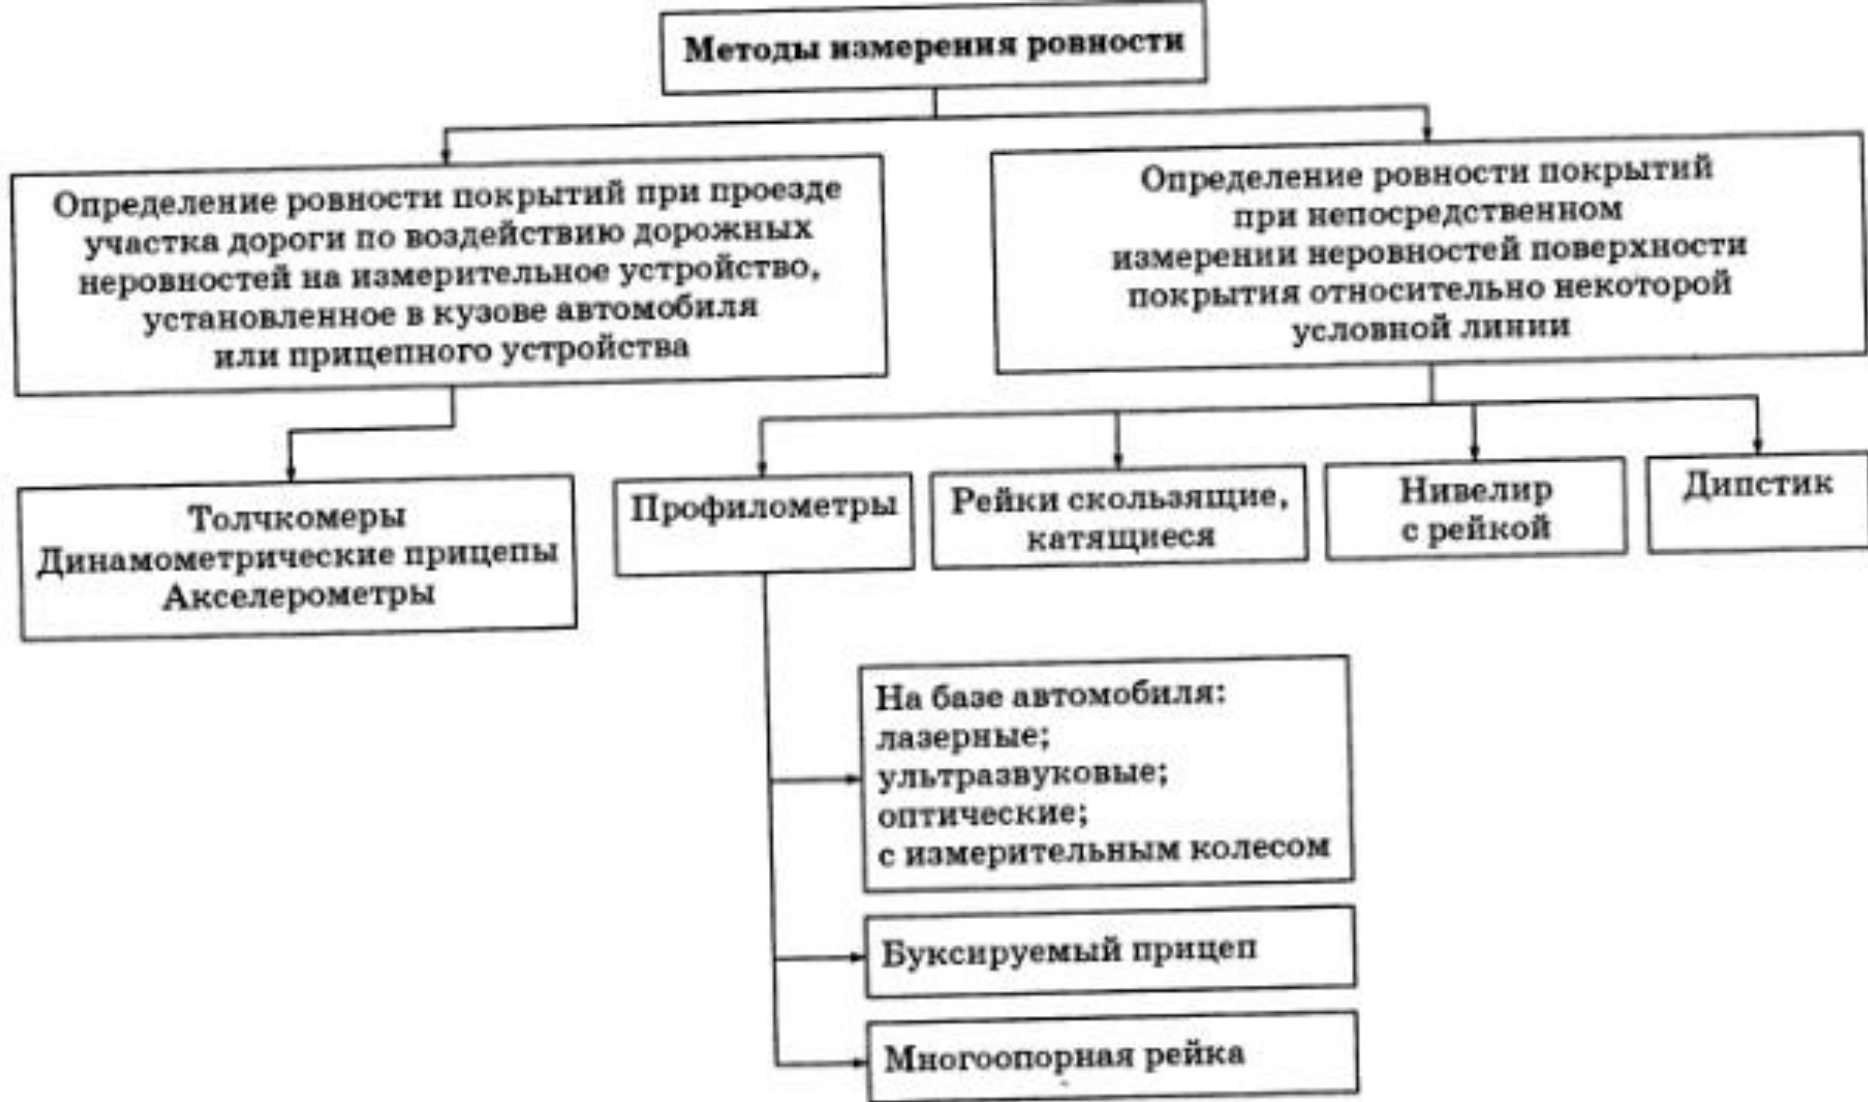 Методы измерения ровности
Определение ровности покрытий при проезде
участка дороги по воздействию дорожных
неровностей на измерительное устройство,
установленное в кузове автомобиля
или прицепного устройства
Определение ровности покрытий
при непосредственном
измерении неровностей поверхности
покрытия относительно некоторой
условной линии
Толчкомеры
Динамометрические прицепы
Акселерометры
Профилометры
Рейки скользящие,
катящиеся
Нивелир
с рейкой
Дипстик
На базе автомобиля:
лазерные;
ультразвуковые;
оптические;
с измерительным колесом
Буксируемый прицеп
Многоопорная рейка